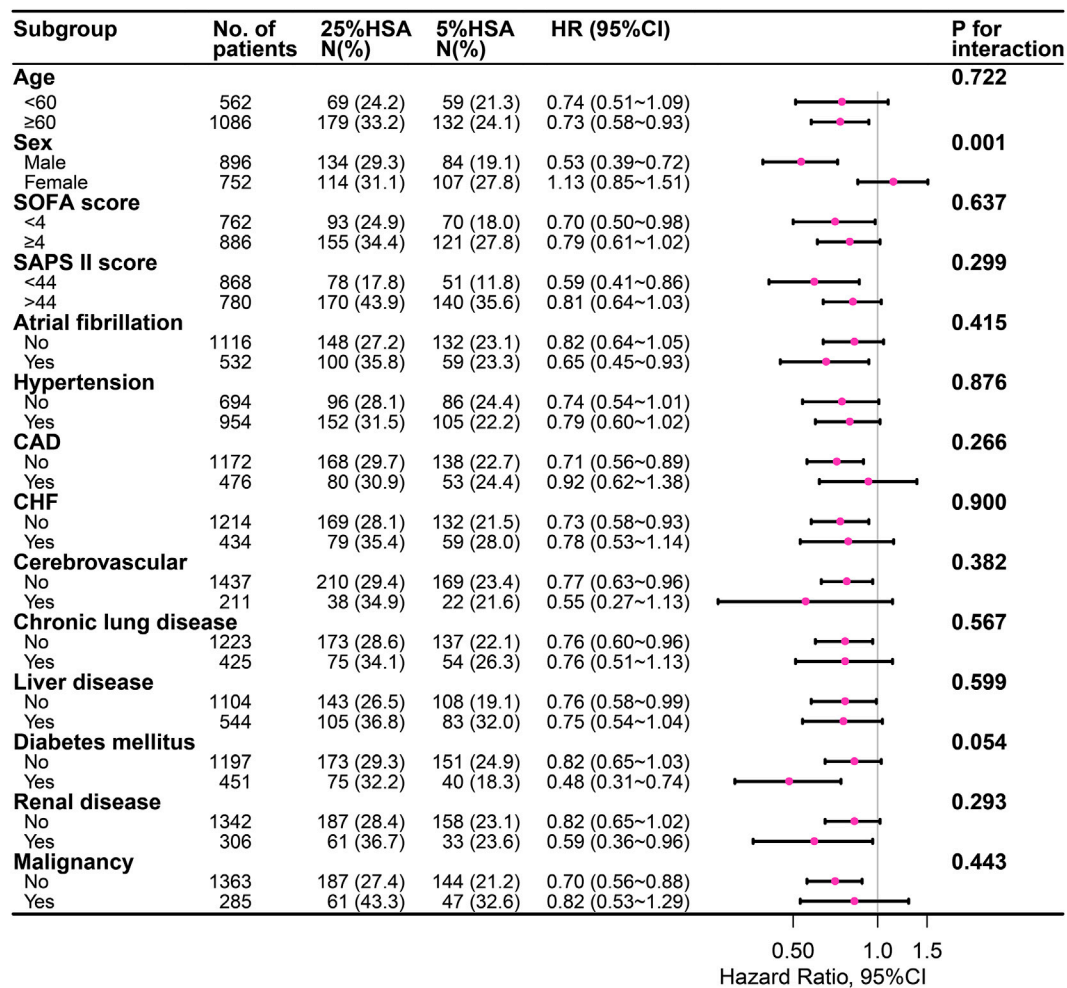 Subgroup No. of patients 25%HSA N(%) 5%HSA N(%) HR (95%CI) P for interaction
Age 0.722
<60 562 69 (24.2) 59 (21.3) 0.74 (0.51~1.09)
≥60 1086 179 (33.2) 132 (24.1) 0.73 (0.58~0.93)
Sex 0.001
Male 896 134 (29.3) 84 (19.1) 0.53 (0.39~0.72)
Female 752 114 (31.1) 107 (27.8) 1.13 (0.85~1.51)
SOFA score 0.637
<4 762 93 (24.9) 70 (18.0) 0.70 (0.50~0.98)
≥4 886 155 (34.4) 121 (27.8) 0.79 (0.61~1.02)
SAPS II score 0.299
<44 868 78 (17.8) 51 (11.8) 0.59 (0.41~0.86)
>44 780 170 (43.9) 140 (35.6) 0.81 (0.64~1.03)
Atrial fibrillation 0.415
No 1116 148 (27.2) 132 (23.1) 0.82 (0.64~1.05)
Yes 532 100 (35.8) 59 (23.3) 0.65 (0.45~0.93)
Hypertension 0.876
No 694 96 (28.1) 86 (24.4) 0.74 (0.54~1.01)
Yes 954 152 (31.5) 105 (22.2) 0.79 (0.60~1.02)
CAD 0.266
No 1172 168 (29.7) 138 (22.7) 0.71 (0.56~0.89)
Yes 476 80 (30.9) 53 (24.4) 0.92 (0.62~1.38)
CHF 0.900
No 1214 169 (28.1) 132 (21.5) 0.73 (0.58~0.93)
Yes 434 79 (35.4) 59 (28.0) 0.78 (0.53~1.14)
Cerebrovascular 0.382
No 1437 210 (29.4) 169 (23.4) 0.77 (0.63~0.96)
Yes 211 38 (34.9) 22 (21.6) 0.55 (0.27~1.13)
Chronic lung disease 0.567
No 1223 173 (28.6) 137 (22.1) 0.76 (0.60~0.96)
Yes 425 75 (34.1) 54 (26.3) 0.76 (0.51~1.13)
Liver disease 0.599
No 1104 143 (26.5) 108 (19.1) 0.76 (0.58~0.99)
Yes 544 105 (36.8) 83 (32.0) 0.75 (0.54~1.04)
Diabetes mellitus 0.054
No 1197 173 (29.3) 151 (24.9) 0.82 (0.65~1.03)
Yes 451 75 (32.2) 40 (18.3) 0.48 (0.31~0.74)
Renal disease 0.293
No 1342 187 (28.4) 158 (23.1) 0.82 (0.65~1.02)
Yes 306 61 (36.7) 33 (23.6) 0.59 (0.36~0.96)
Malignancy 0.443
No 1363 187 (27.4) 144 (21.2) 0.70 (0.56~0.88)
Yes 285 61 (43.3) 47 (32.6) 0.82 (0.53~1.29)
0.50 1.0 1.5
Hazard Ratio, 95%CI